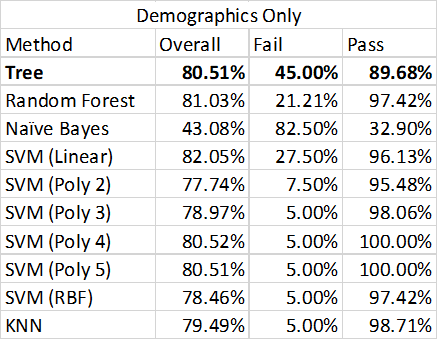 Demographics Only
Method Overall Fail Pass
Tree 80.51% 45.00% 89.68%
Random Forest 81.03% 21.21% 97.42%
Naïve Bayes 43.08% 82.50% 32.90%
SVM (Linear) 82.05% 27.50% 96.13%
SVM (Poly 2) 77.74% 7.50% 95.48%
SVM (Poly 3) 78.97% 5.00% 98.06%
SVM (Poly 4) 80.52% 5.00% 100.00%
SVM (Poly 5) 80.51% 5.00% 100.00%
SVM (RBF) 78.46% 5.00% 97.42%
KNN 79.49% 5.00% 98.71%